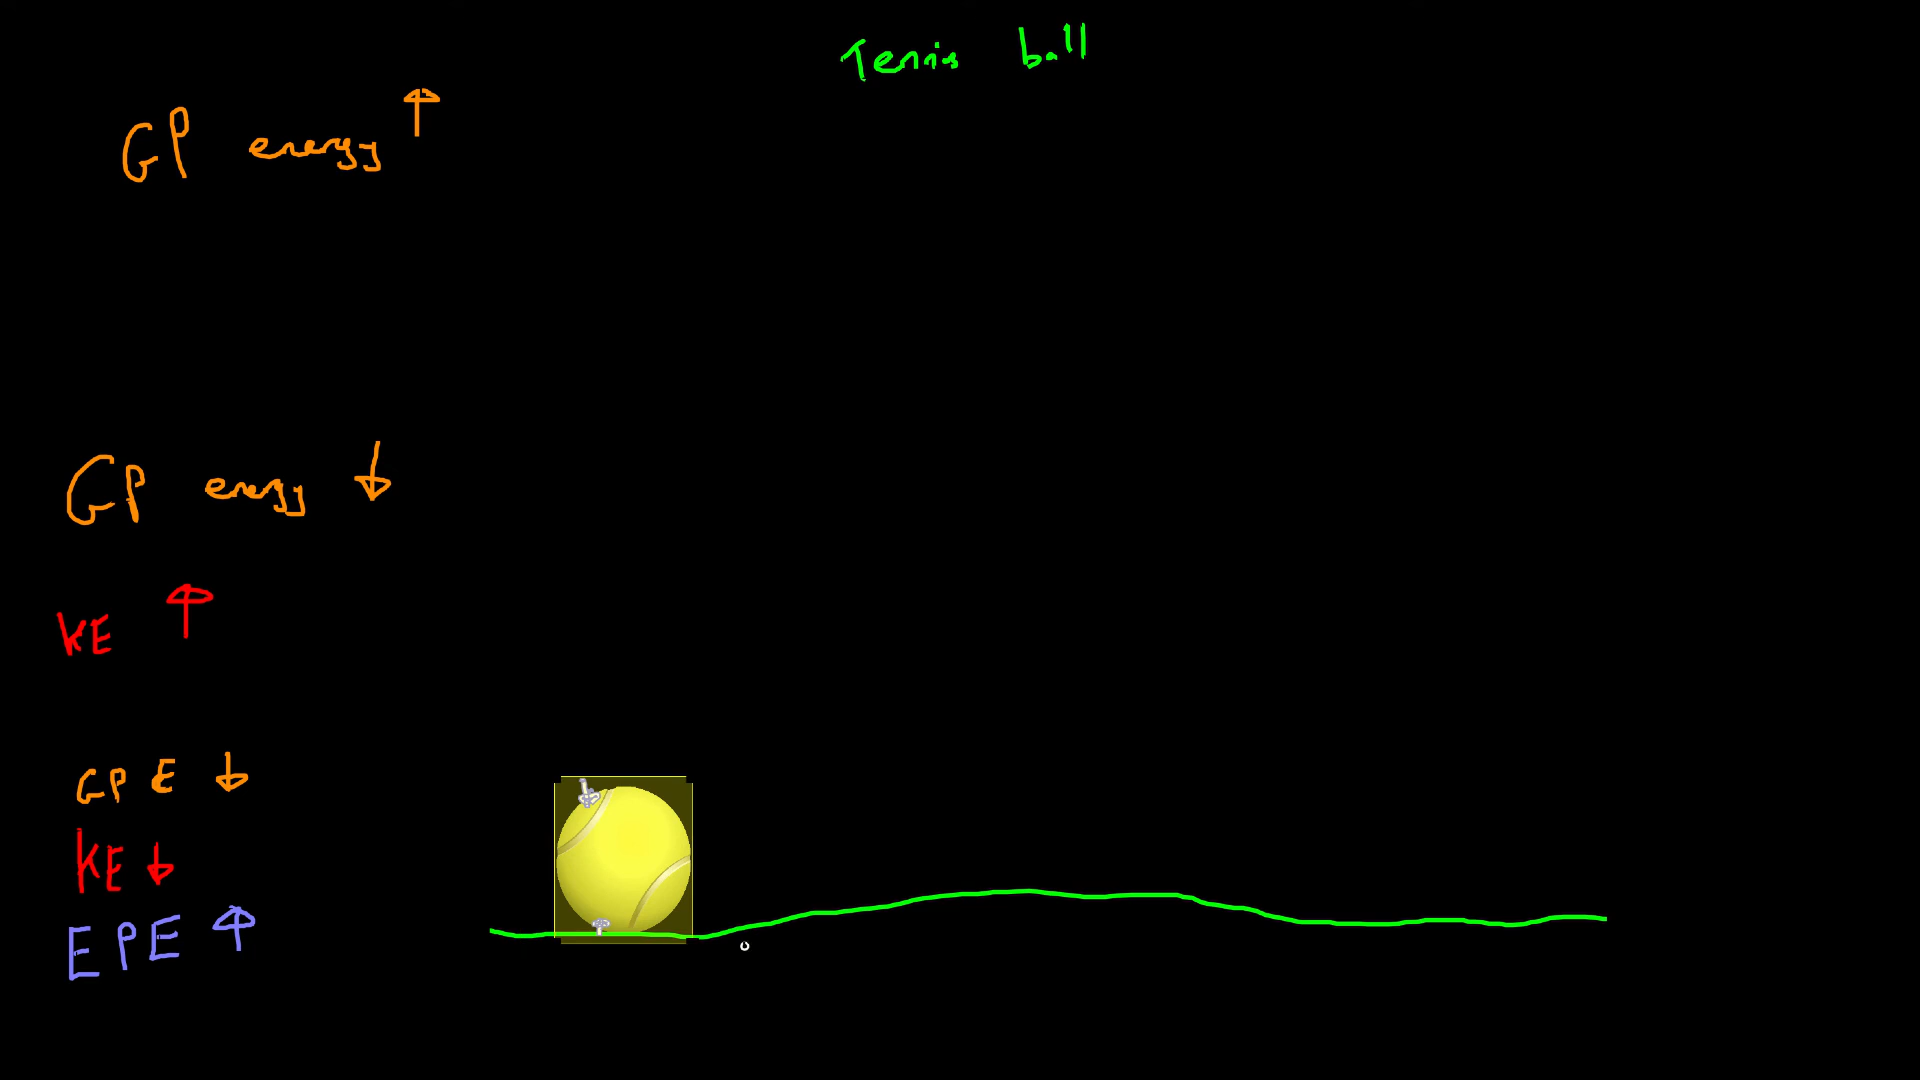 Tennis ball
GP energy ↑
GP energy ↓
KE ↑
GPE ↓
KE ↓
EPE ↑